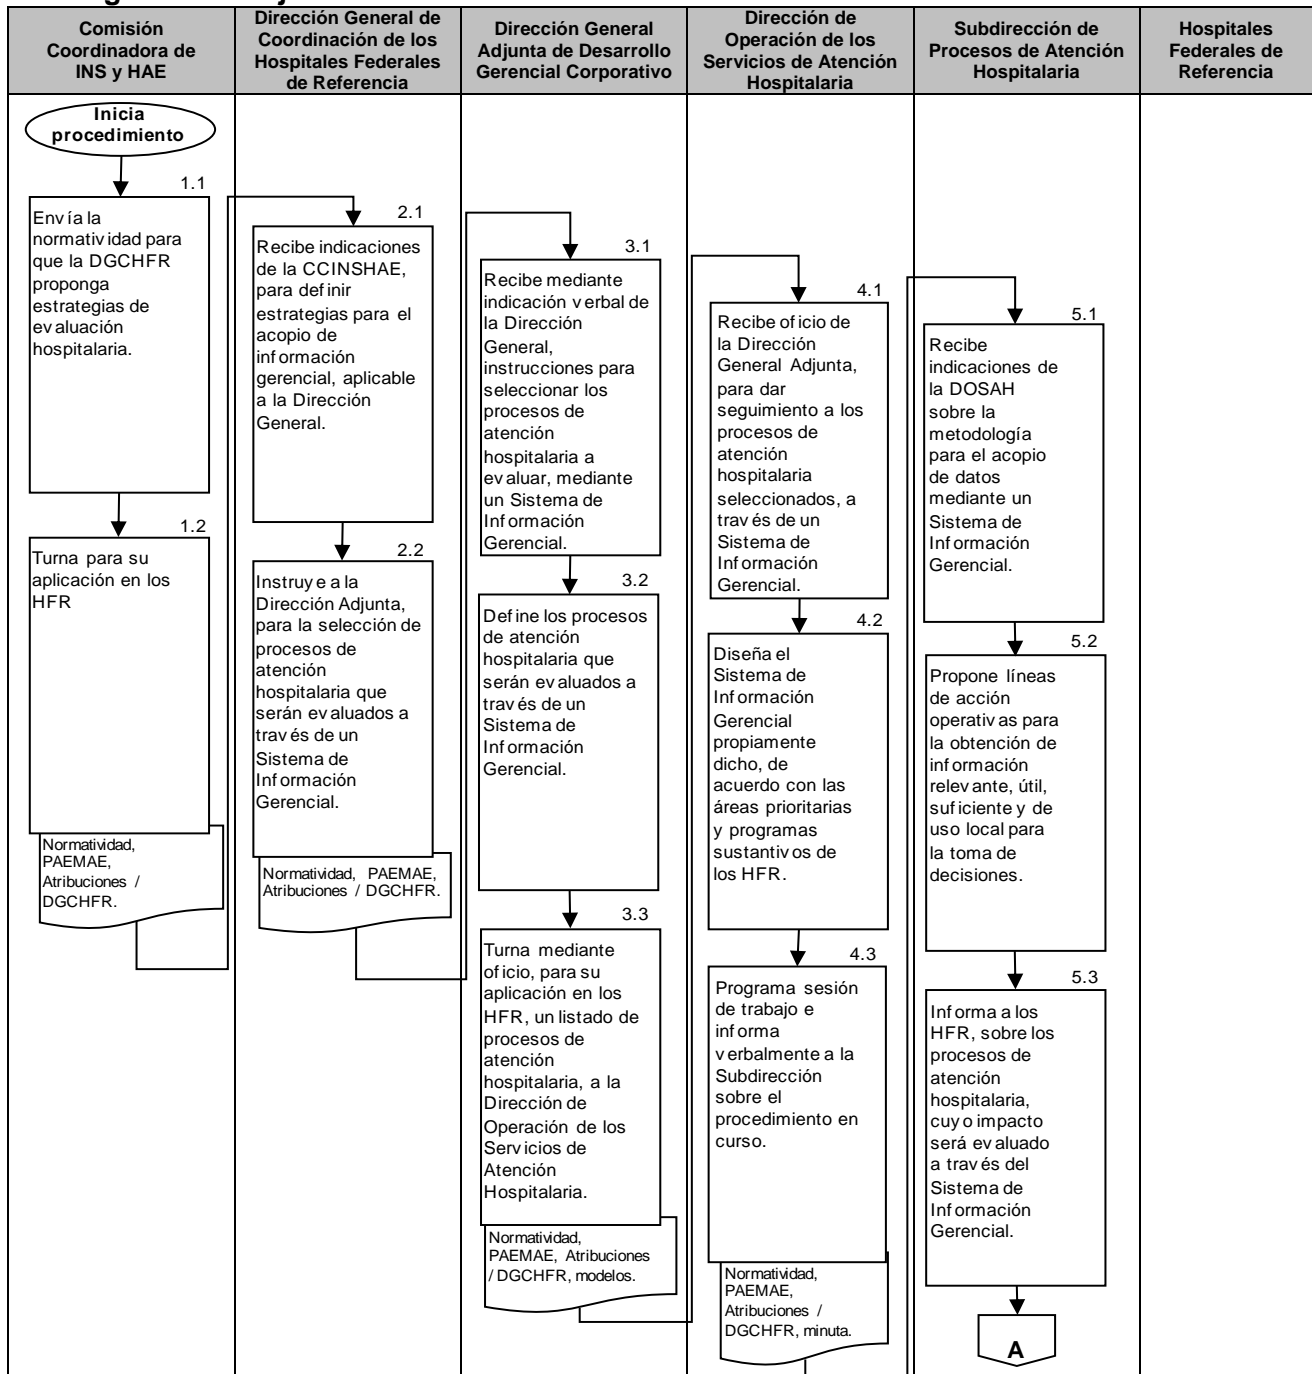 Comisión
Coordinadora de
INS y HAE
Dirección General de
Coordinación de los
Hospitales Federales
de Referencia
Dirección General
Adjunta de Desarrollo
Gerencial Corporativo
Dirección de
Operación de los
Servicios de Atención
Hospitalaria
Subdirección de
Procesos de Atención
Hospitalaria
Hospitales
Federales de
Referencia
Inicia
procedimiento
1.1
Envía la
normatividad para
que la DGCHFR
proponga
estrategias de
evaluación
hospitalaria.
1.2
Turna para su
aplicación en los
HFR
Normatividad,
PAEMAE,
Atribuciones /
DGCHFR.
2.1
Recibe indicaciones
de la CCINSHAE,
para definir
estrategias para el
acopio de
información
gerencial, aplicable
a la Dirección
General.
2.2
Instruye a la
Dirección Adjunta,
para la selección de
procesos de
atención
hospitalaria que
serán evaluados a
través de un
Sistema de
Información
Gerencial.
Normatividad, PAEMAE,
Atribuciones / DGCHFR.
3.1
Recibe mediante
indicación verbal de
la Dirección
General,
instrucciones para
seleccionar los
procesos de
atención
hospitalaria a
evaluar, mediante
un Sistema de
Información
Gerencial.
3.2
Define los procesos
de atención
hospitalaria que
serán evaluados a
través de un
Sistema de
Información
Gerencial.
3.3
Turna mediante
oficio, para su
aplicación en los
HFR, un listado de
procesos de
atención
hospitalaria, a la
Dirección de
Operación de los
Servicios de
Atención
Hospitalaria.
Normatividad,
PAEMAE, Atribuciones
/ DGCHFR, modelos.
4.1
Recibe oficio de
la Dirección
General Adjunta,
para dar
seguimiento a los
procesos de
atención
hospitalaria
seleccionados, a
través de un
Sistema de
Información
Gerencial.
4.2
Diseña el
Sistema de
Información
Gerencial
propiamente
dicho, de
acuerdo con las
áreas prioritarias
y programas
sustantivos de
los HFR.
4.3
Programa sesión
de trabajo e
informa
verbalmente a la
Subdirección
sobre el
procedimiento en
curso.
Normatividad,
PAEMAE,
Atribuciones /
DGCHFR, minuta.
5.1
Recibe
indicaciones de
la DOSAH
sobre la
metodología
para el acopio
de datos
mediante un
Sistema de
Información
Gerencial.
5.2
Propone líneas
de acción
operativas para
la obtención de
información
relevante, útil,
suficiente y de
uso local para
la toma de
decisiones.
5.3
Informa a los
HFR, sobre los
procesos de
atención
hospitalaria,
cuyo impacto
será evaluado
a través del
Sistema de
Información
Gerencial.
A